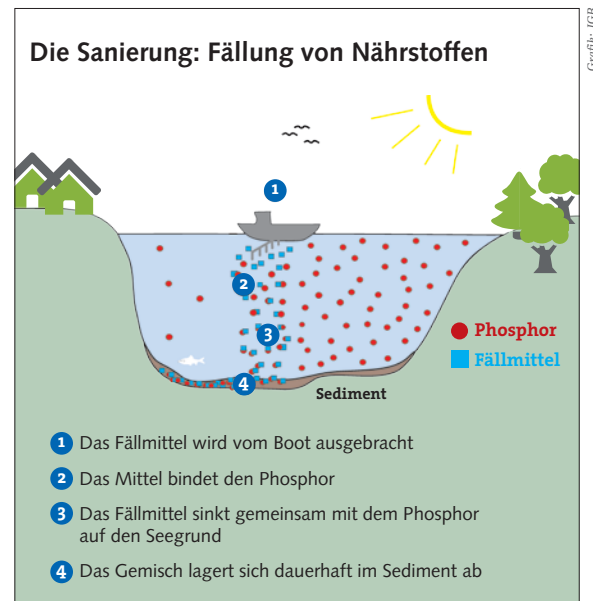 Die Sanierung: Fällung von Nährstoffen
Grafik: IGB
1
2
3
4
Phosphor
Fällmittel
Sediment
1 Das Fällmittel wird vom Boot ausgebracht
2 Das Mittel bindet den Phosphor
3 Das Fällmittel sinkt gemeinsam mit dem Phosphor
auf den Seegrund
4 Das Gemisch lagert sich dauerhaft im Sediment ab